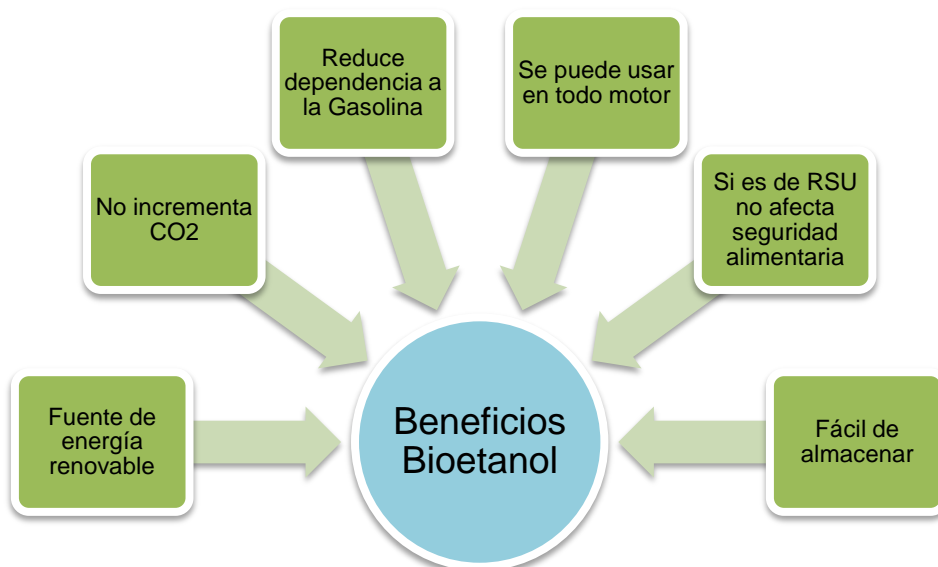 Reduce
dependencia a
la Gasolina
Se puede usar
en todo motor
No incrementa
CO2
Si es de RSU
no afecta
seguridad
alimentaria
Fuente de
energía
renovable
Beneficios
Bioetanol
Fácil de
almacenar